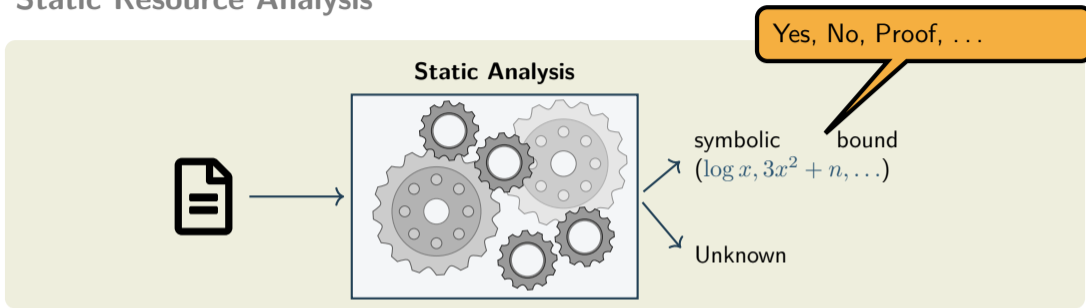 Static Resource Analysis
Yes, No, Proof, ...
Static Analysis
symbolic bound
(log x, 3x² + n, ...)
Unknown